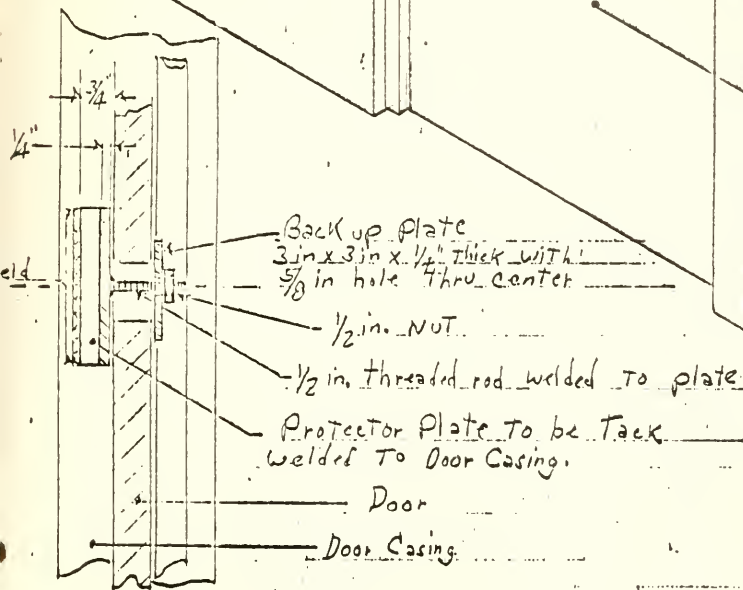 3/4"
1/4"
Back up Plate
3 in x 3 in x 1/4" Thick with
5/8 in hole Thru center
eld
1/2 in. NUT
1/2 in. threaded rod welded To plate
Protector Plate To be Tack
welded To Door Casing.
Door
Door Casing